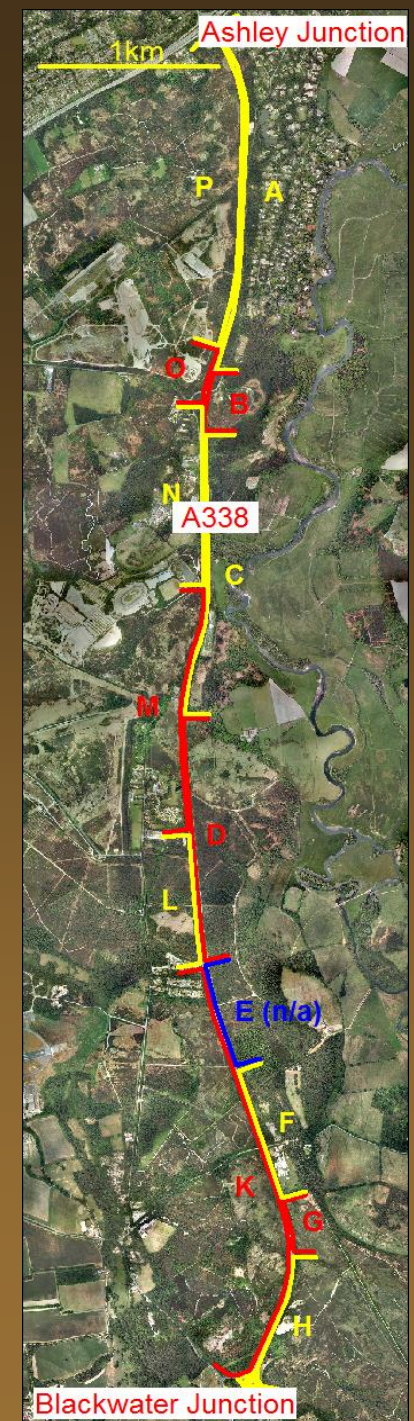 Ashley Junction
1km
P
A
O
B
N
A338
C
M
D
L
E (n/a)
F
K
G
H
Blackwater Junction